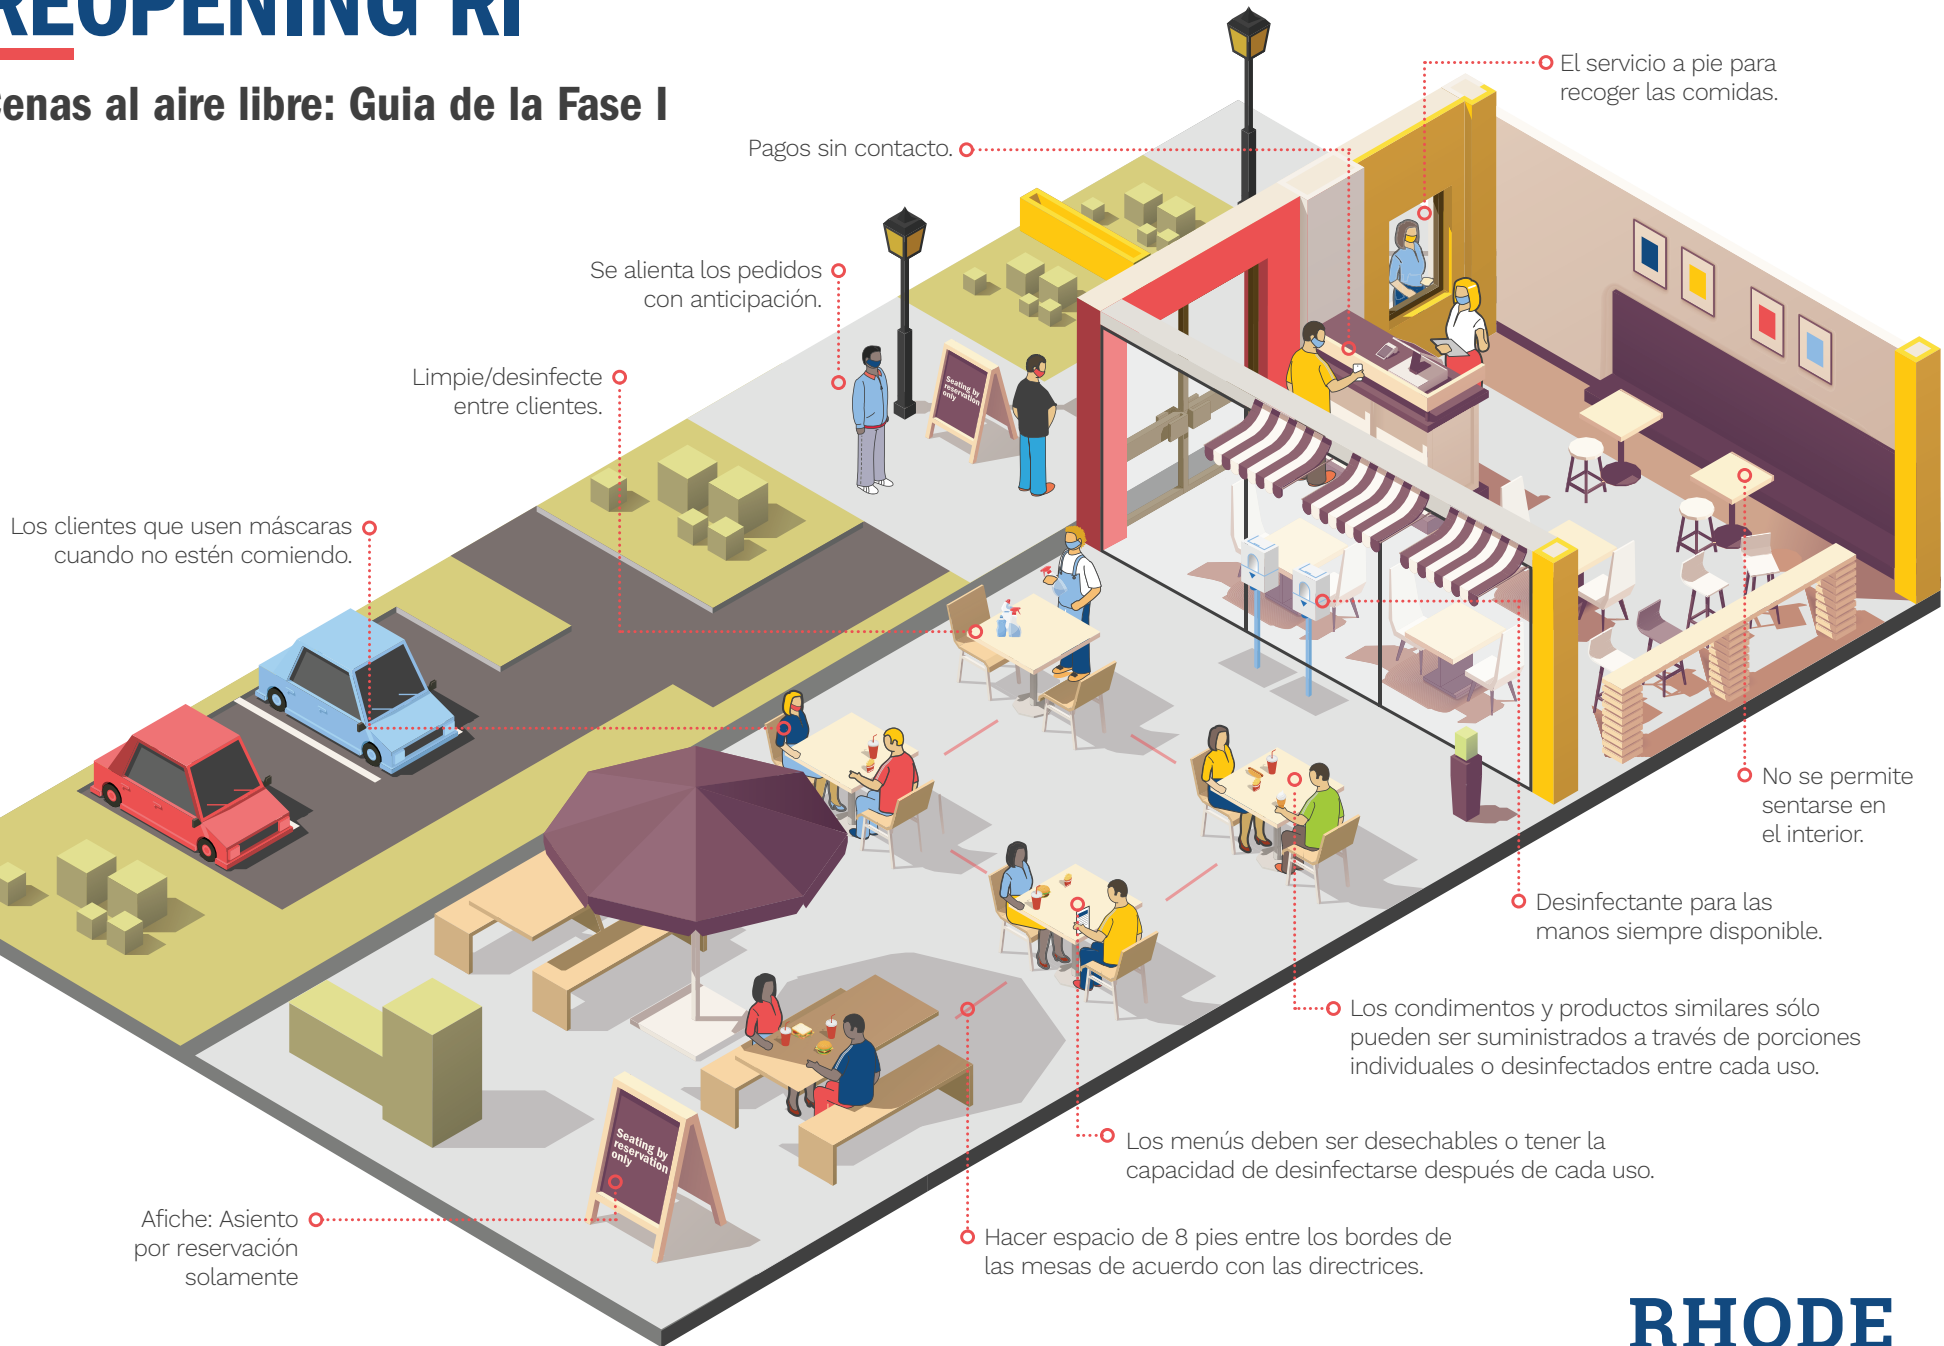 REOPENING RI
Cenas al aire libre: Guia de la Fase I
El servicio a pie para
recoger las comidas.
Pagos sin contacto.
Se alienta los pedidos
con anticipación.
Limpie/desinfecte
entre clientes.
Los clientes que usen máscaras
cuando no estén comiendo.
Seating by
reservation
only
No se permite
sentarse en
el interior.
Desinfectante para las
manos siempre disponible.
Los condimentos y productos similares sólo
pueden ser suministrados a través de porciones
individuales o desinfectados entre cada uso.
Los menús deben ser desechables o tener la
capacidad de desinfectarse después de cada uso.
Hacer espacio de 8 pies entre los bordes de
las mesas de acuerdo con las directrices.
Seating by
reservation
only
Afiche: Asiento
por reservación
solamente
RHODE